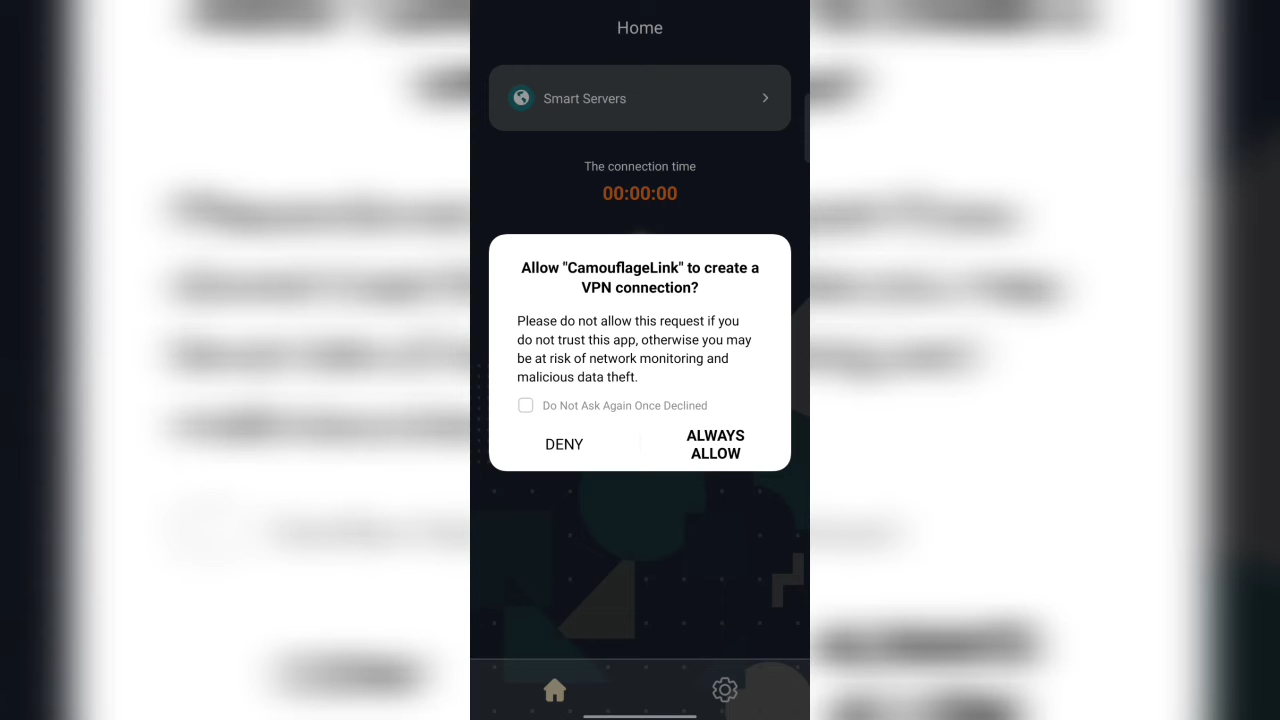 Home
Smart Servers
The connection time
00:00:00
Allow "CamouflageLink" to create a
VPN connection?
Please do not allow this request if you
do not trust this app, otherwise you may
be at risk of network monitoring and
malicious data theft.
Do Not Ask Again Once Declined
DENY
ALWAYS
ALLOW